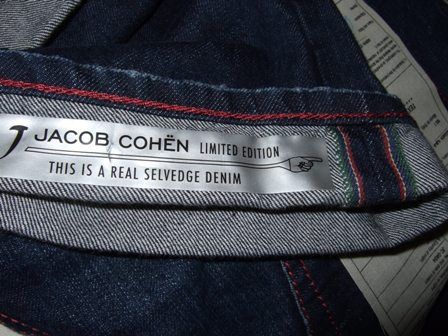 J JACOB COHËN LIMITED EDITION
THIS IS A REAL SELVEDGE DENIM